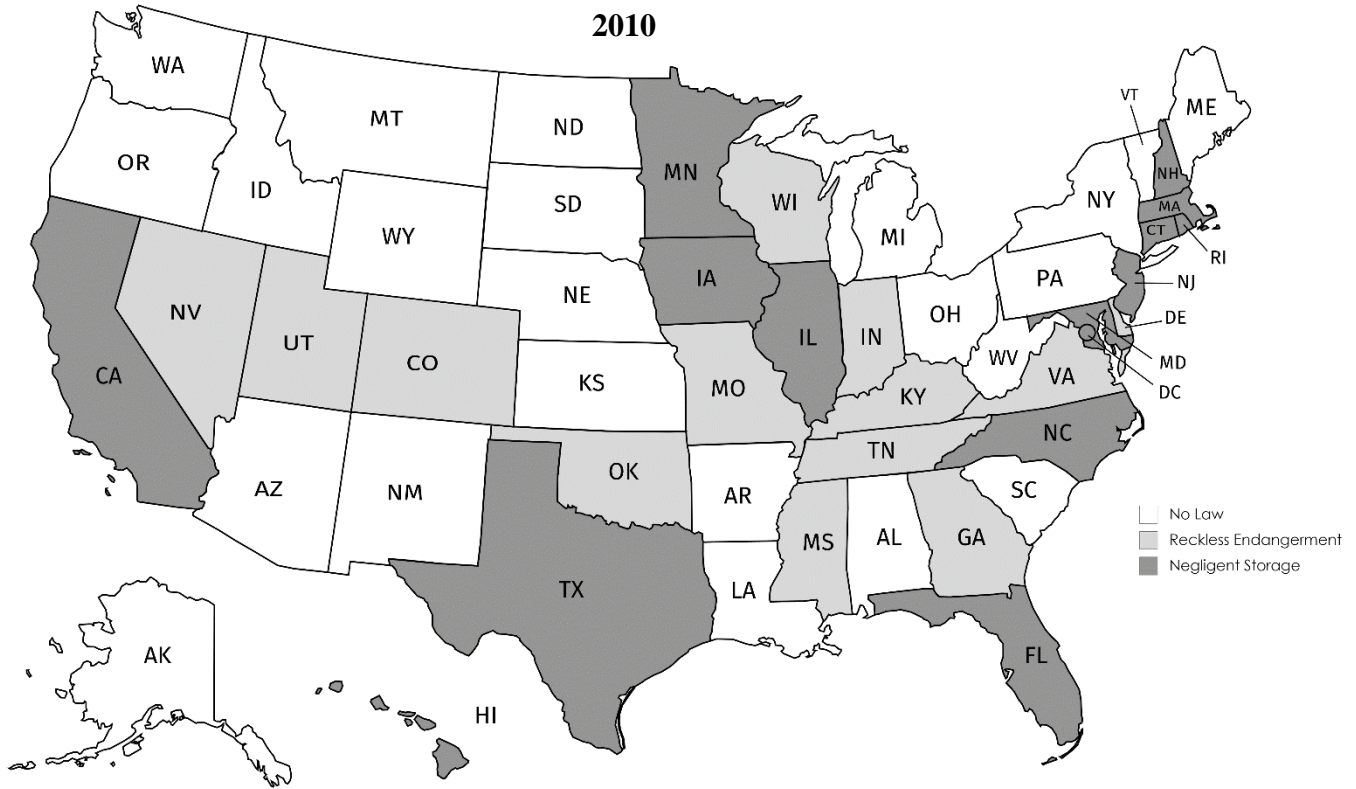 2010
WA
MT
ND
MN
VT
ME
OR
ID
SD
WI
NY
NH
MA
CT
RI
WY
MI
IA
PA
NJ
NE
OH
DE
NV
UT
CO
IL
IN
WV
MD
CA
KS
MO
KY
VA
DC
TN
NC
OK
AZ
NM
AR
SC
MS
AL
GA
No Law
Reckless Endangerment
Negligent Storage
TX
LA
FL
AK
HI